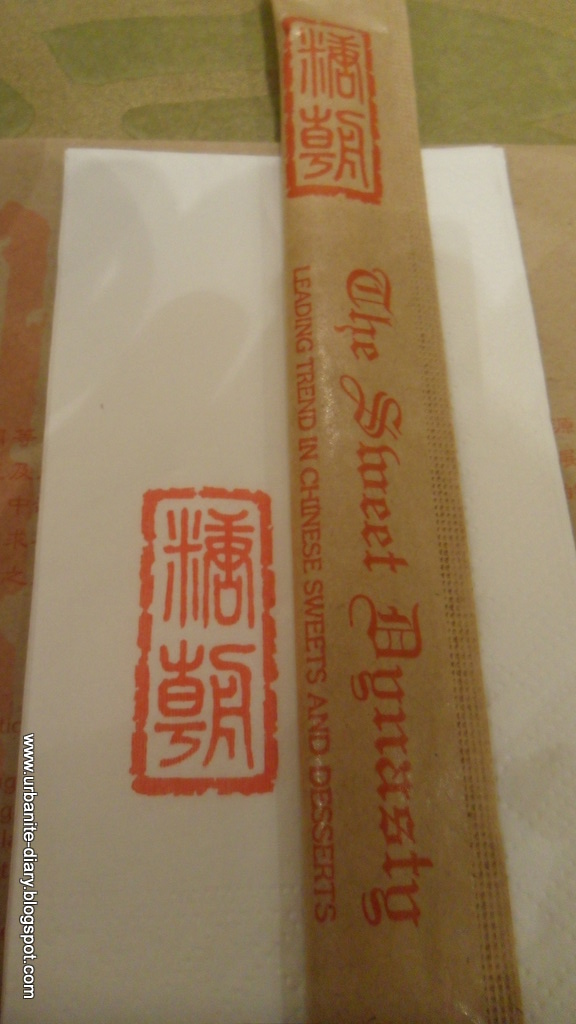 糖朝
The Sweet Dynasty
LEADING TREND IN CHINESE SWEETS AND DESSERTS
糖朝
www.urbanite-diary.blogspot.com